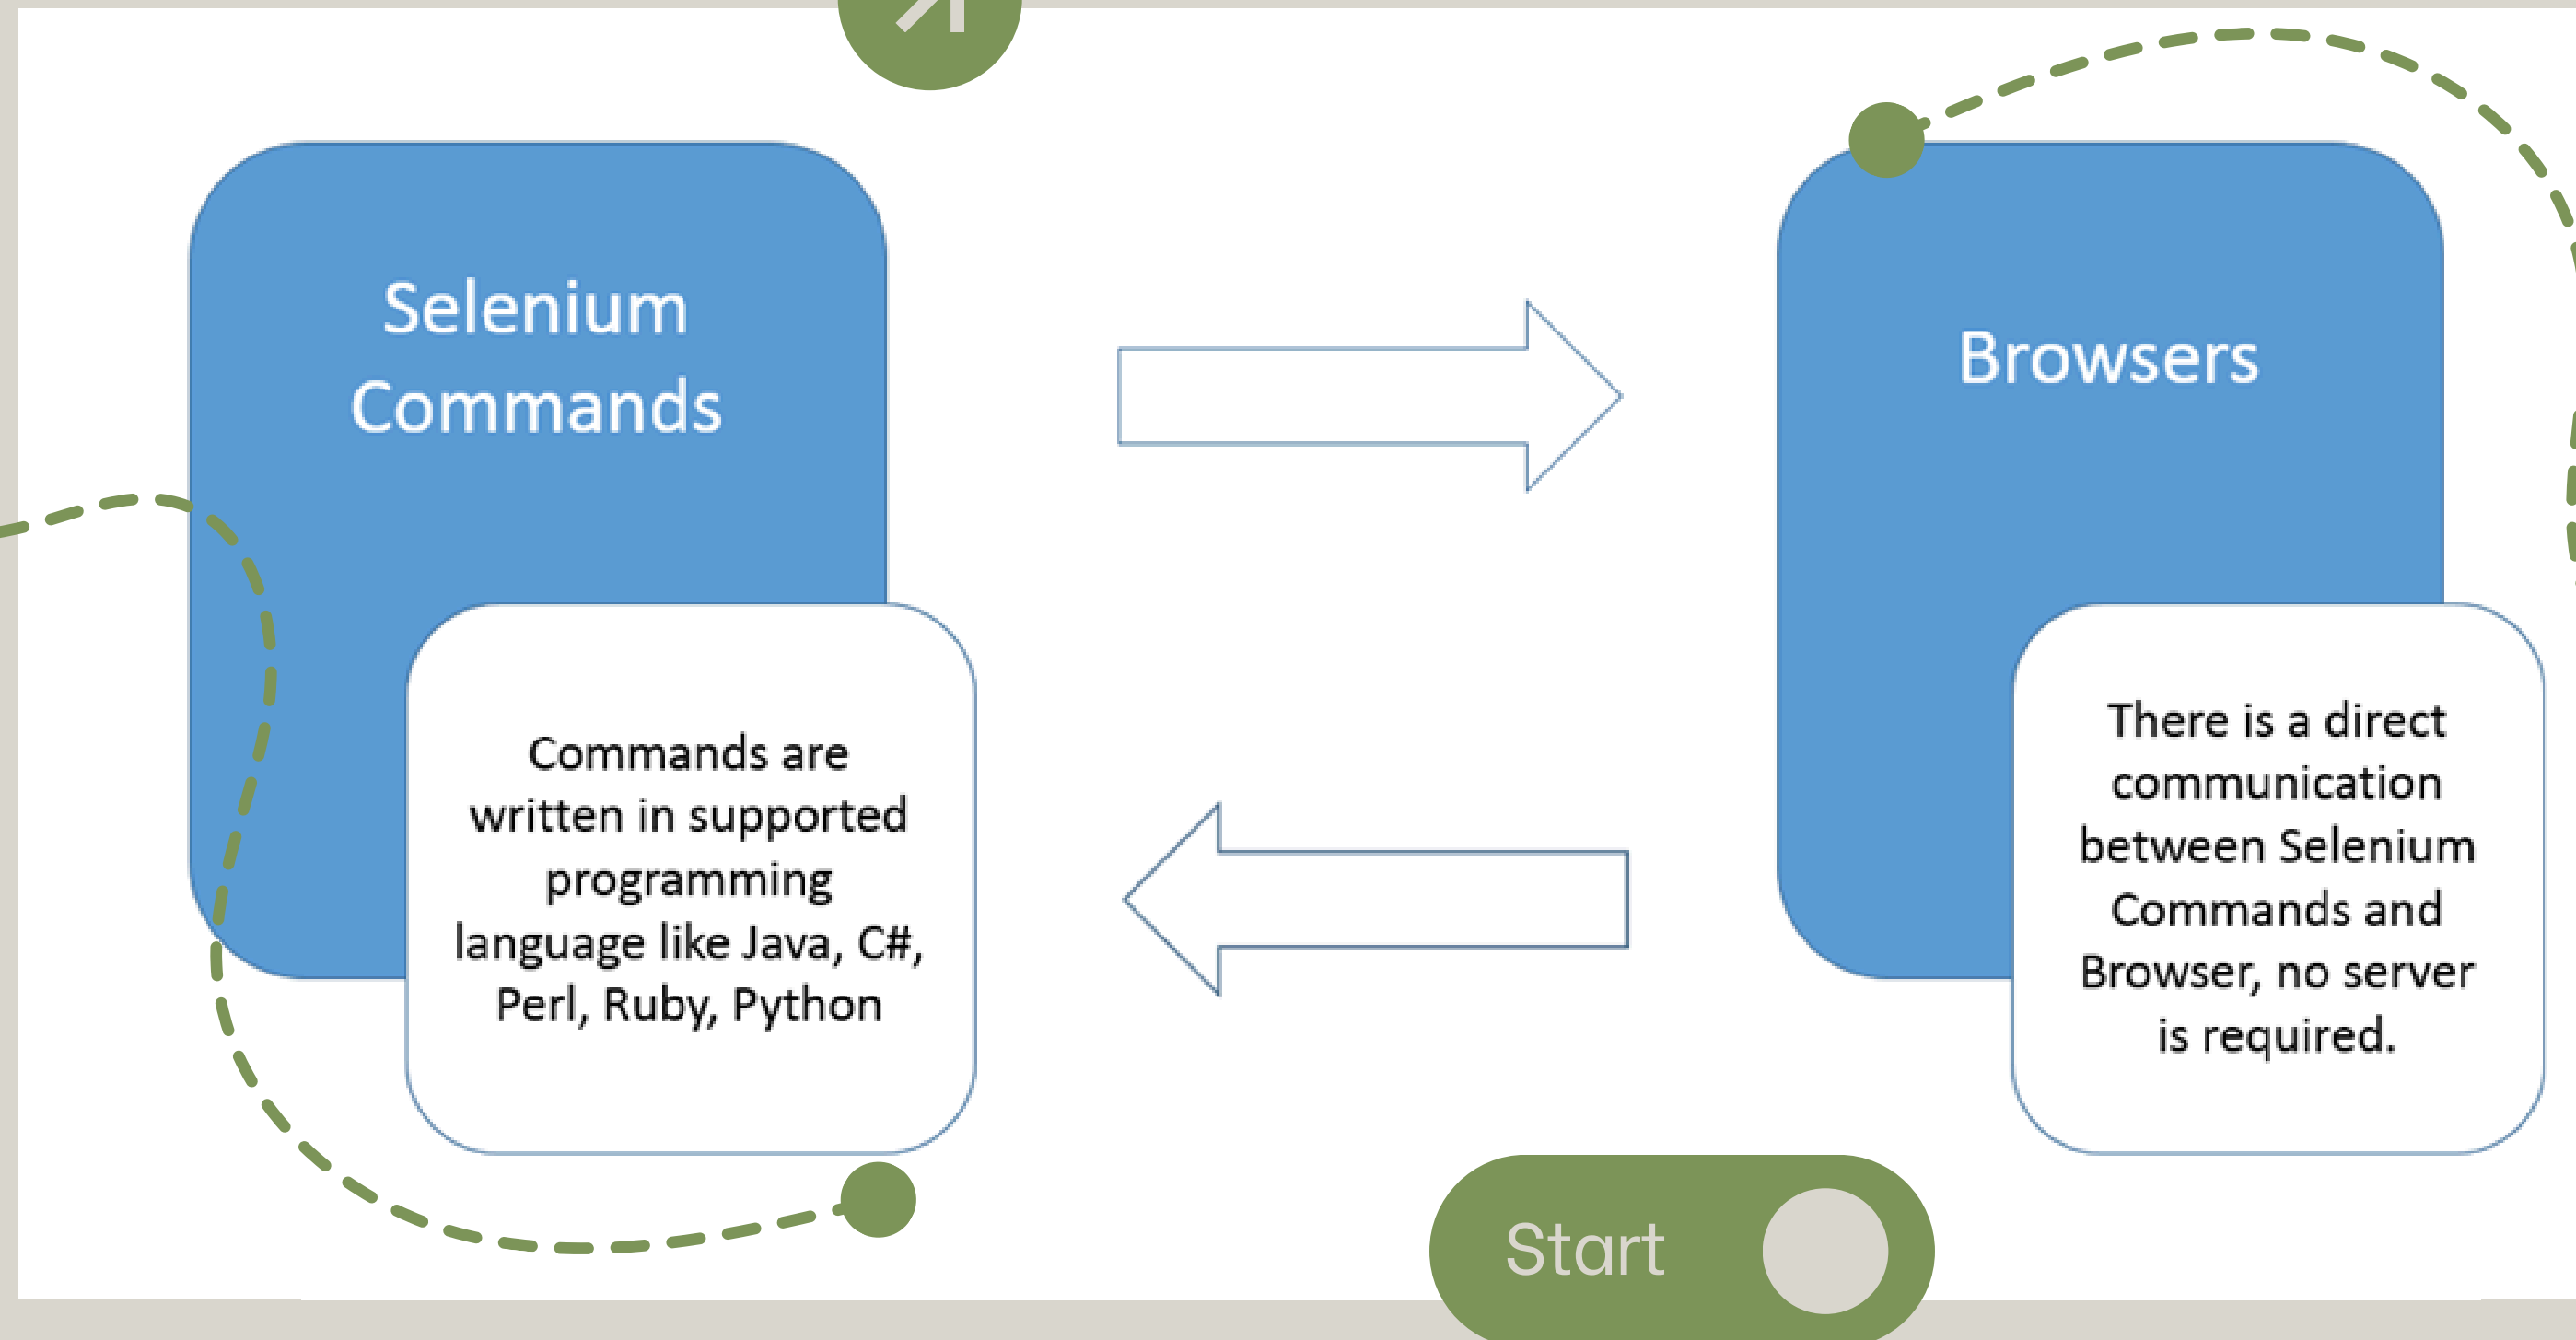 Selenium
Commands
Commands are
written in supported
programming
language like Java, C#,
Perl, Ruby, Python
Browsers
There is a direct
communication
between Selenium
Commands and
Browser, no server
is required.
Start